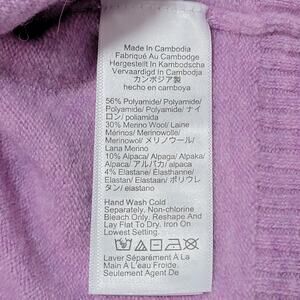 Made In Cambodia
Fabriqué Au Cambodge
Hergestellt In Kambodscha
Vervaardigd In Cambodja
カンボジア製
hecho en camboya
56% Polyamide/ Polyamide/
Polyamide/ Polyamide/ ナイ
ロン/ poliamida
30% Merino Wool/ Laine
Mérinos/ Merinowolle/
Merinowol/ メリノウール/
Lana Merino
10% Alpaca/ Alpaga/ Alpaka/
Alpaca/ アルパカ/ alpaca
4% Elastane/ Élasthanne/
Elastan/ Elastaan/ ポリウレ
タン/ elastano
Hand Wash Cold
Separately, Non-chlorine
Bleach Only, Reshape And
Lay Flat To Dry, Iron On
Lowest Setting.
Laver Séparément À La
Main À L'eau Froide
Seulement Agent De